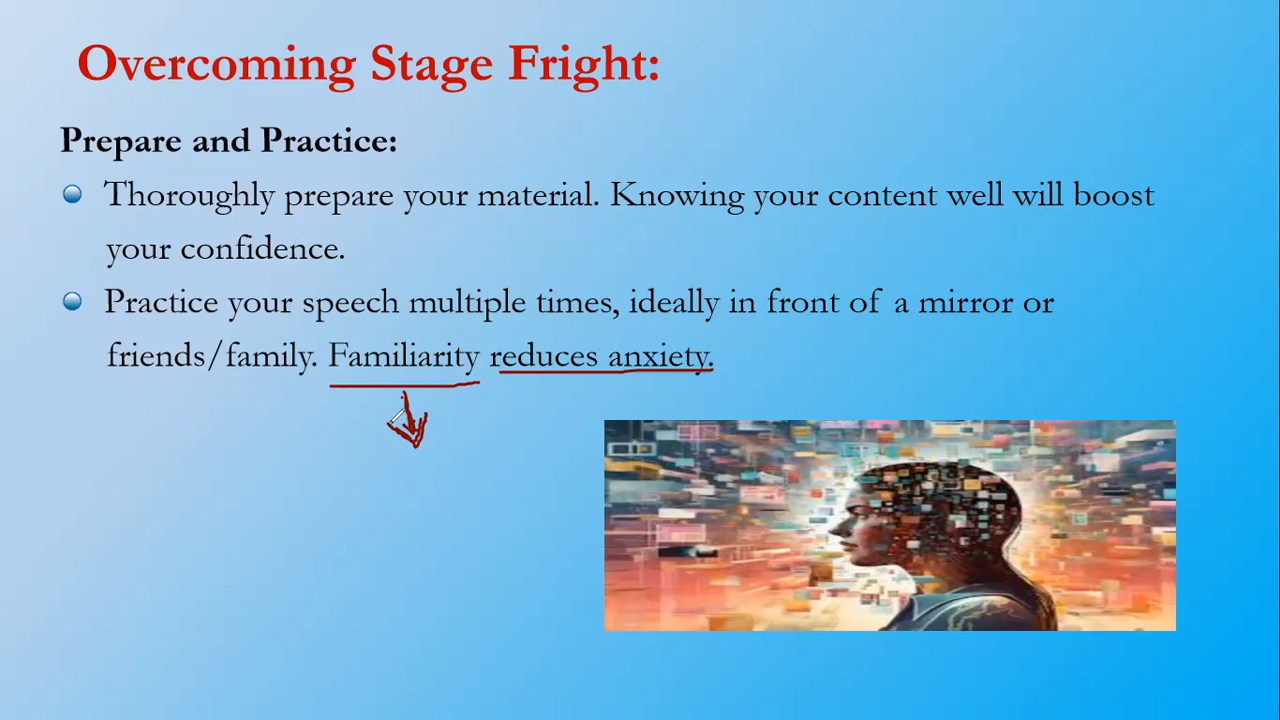 Overcoming Stage Fright:
Prepare and Practice:
Thoroughly prepare your material. Knowing your content well will boost
your confidence.
Practice your speech multiple times, ideally in front of a mirror or
friends/family. Familiarity reduces anxiety.